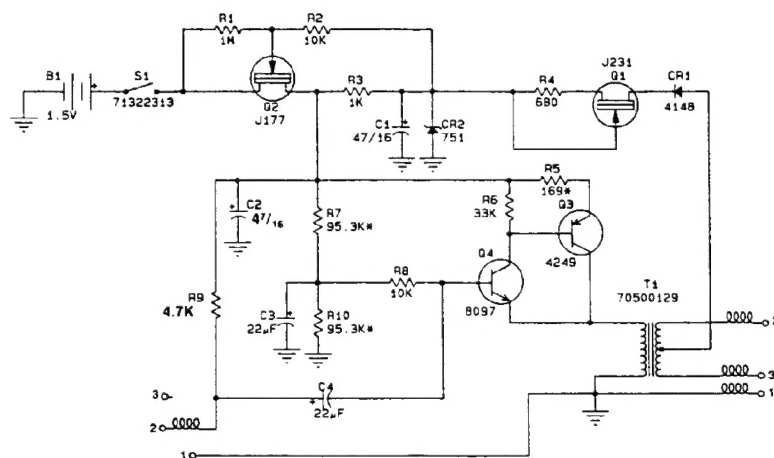 R1
1M
R2
10K
B1
+
1.5V
S1
71322313
Q2
J177
R3
1K
C1
+
47/16
CR2
751
R4
680
J231
Q1
CR1
4148
R5
169*
R6
33K
Q3
4249
+
C2
47/16
R7
95.3K*
Q4
8097
R8
10K
R9
4.7K
C3
22µF
+
R10
95.3K*
T1
70500129
C4
+
22µF
3
2
1
2
3
1